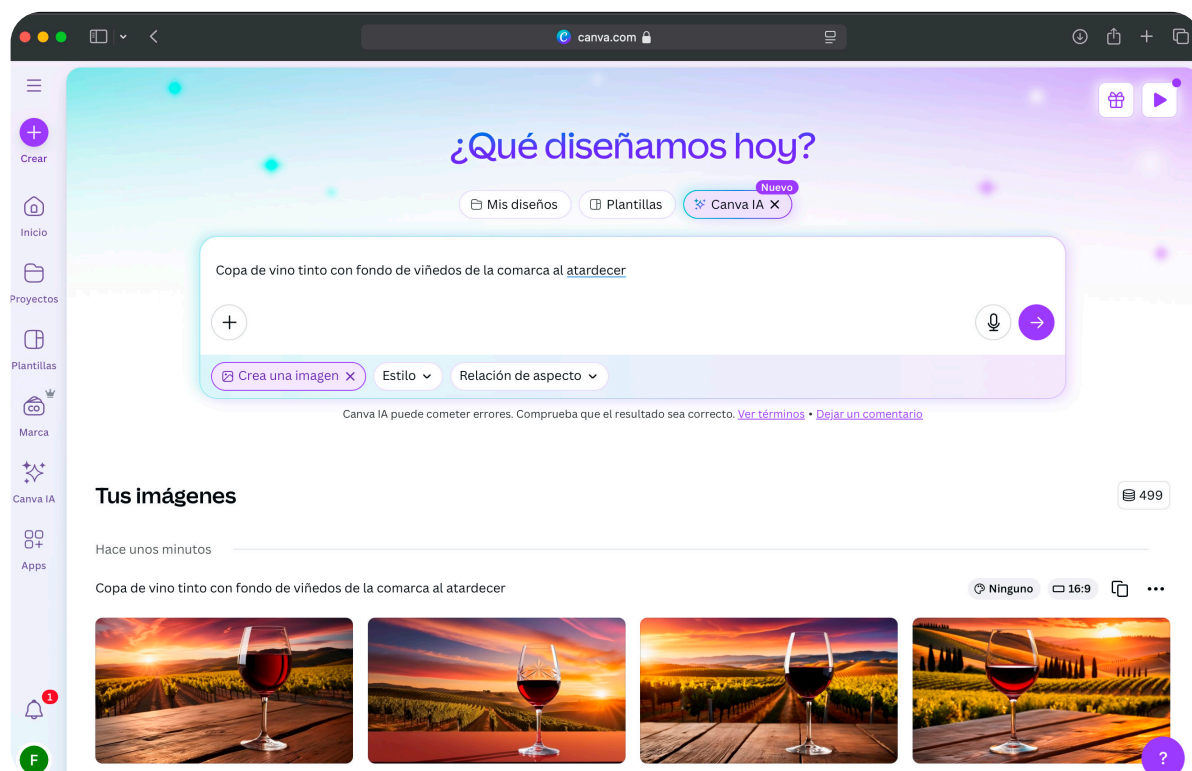 canva.com
Crear
Inicio
Proyectos
Plantillas
Marca
Canva IA
Apps
1
F
¿Qué diseñamos hoy?
Nuevo
Mis diseños Plantillas Canva IA
Copa de vino tinto con fondo de viñedos de la comarca al atardecer
Crea una imagen Estilo Relación de aspecto
Canva IA puede cometer errores. Comprueba que el resultado sea correcto. Ver términos • Dejar un comentario
Tus imágenes 499
Hace unos minutos
Copa de vino tinto con fondo de viñedos de la comarca al atardecer Ninguno 16:9
?